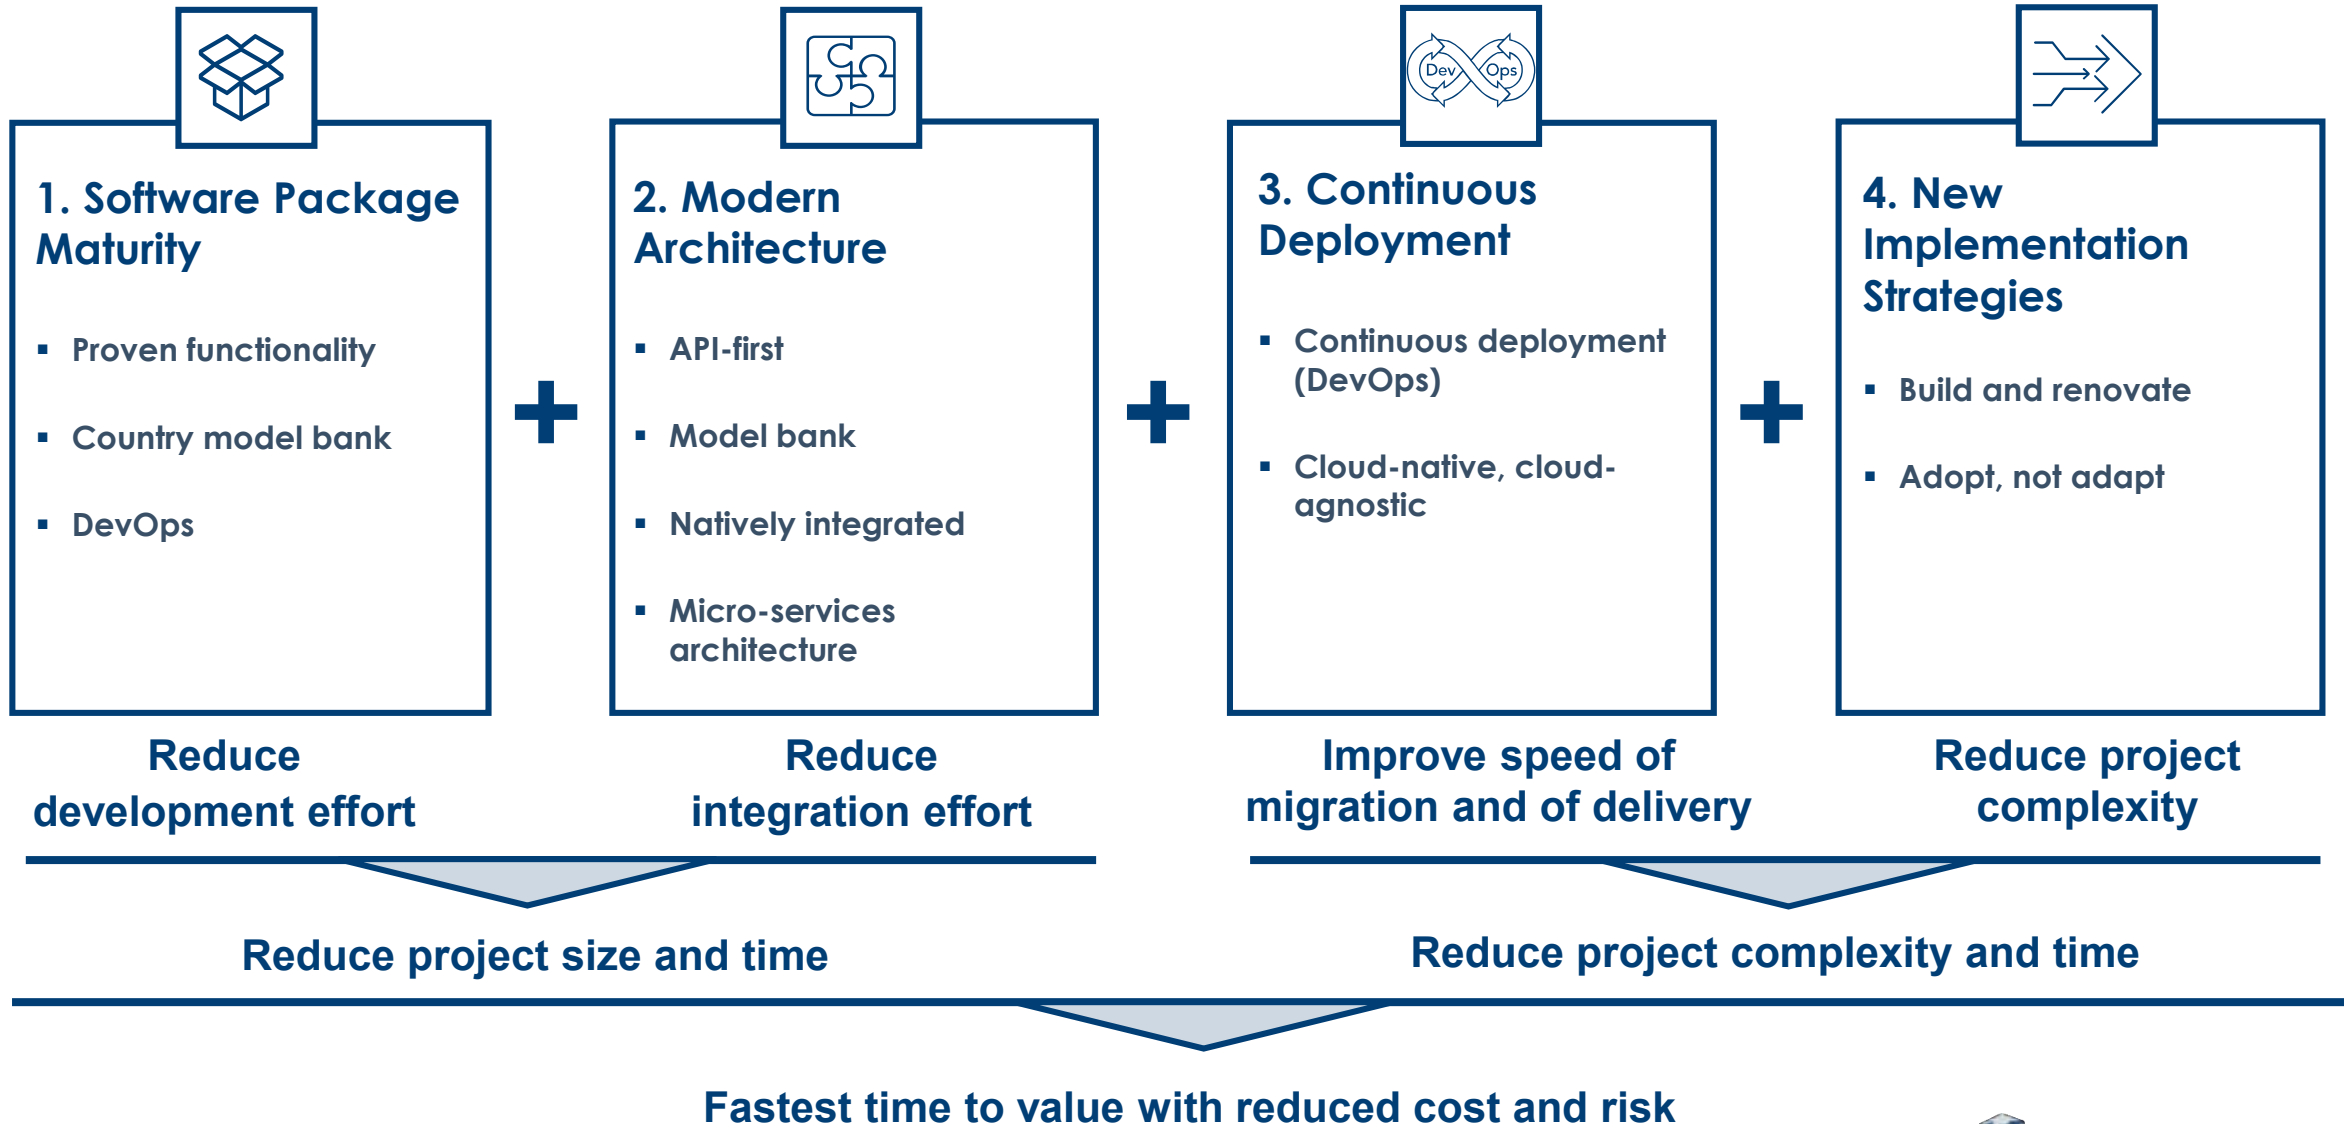 1. Software Package
Maturity
▪ Proven functionality
▪ Country model bank
▪ DevOps
2. Modern
Architecture
▪ API-first
▪ Model bank
▪ Natively integrated
▪ Micro-services
architecture
Dev Ops
3. Continuous
Deployment
▪ Continuous deployment
(DevOps)
▪ Cloud-native, cloud-
agnostic
4. New
Implementation
Strategies
▪ Build and renovate
▪ Adopt, not adapt
+
+
+
Reduce
development effort
Reduce
integration effort
Improve speed of
migration and of delivery
Reduce project
complexity
Reduce project size and time
Reduce project complexity and time
Fastest time to value with reduced cost and risk